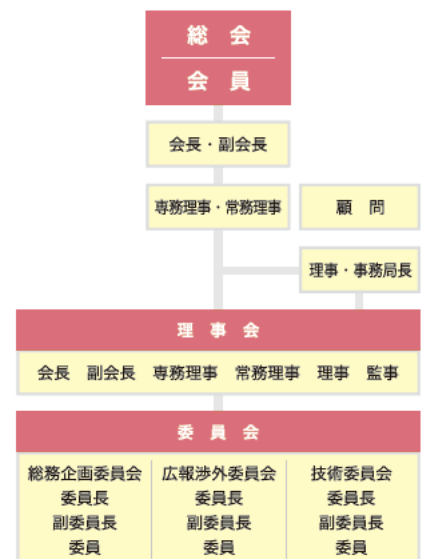 総会
会員
会長・副会長
専務理事・常務理事
顧問
理事・事務局長
理事会
会長 副会長 専務理事 常務理事 理事 監事
委員会
総務企画委員会
委員長
副委員長
委員
広報渉外委員会
委員長
副委員長
委員
技術委員会
委員長
副委員長
委員